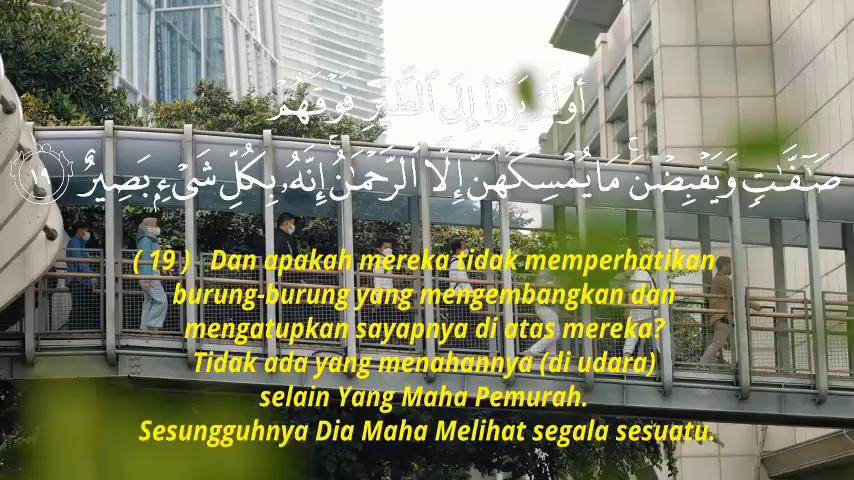 أَوَلَمْ يَرَوْا۟ إِلَى ٱلطَّيْرِ فَوْقَهُمْ
صَـٰٓفَّـٰتٍ وَيَقْبِضْنَ ۚ مَا يُمْسِكُهُنَّ إِلَّا ٱلرَّحْمَـٰنُ ۚ إِنَّهُۥ بِكُلِّ شَىْءٍۭ بَصِيرٌ ١٩
( 19 ) Dan apakah mereka tidak memperhatikan
burung-burung yang mengembangkan dan
mengatupkan sayapnya di atas mereka?
Tidak ada yang menahannya (di udara)
selain Yang Maha Pemurah.
Sesungguhnya Dia Maha Melihat segala sesuatu.